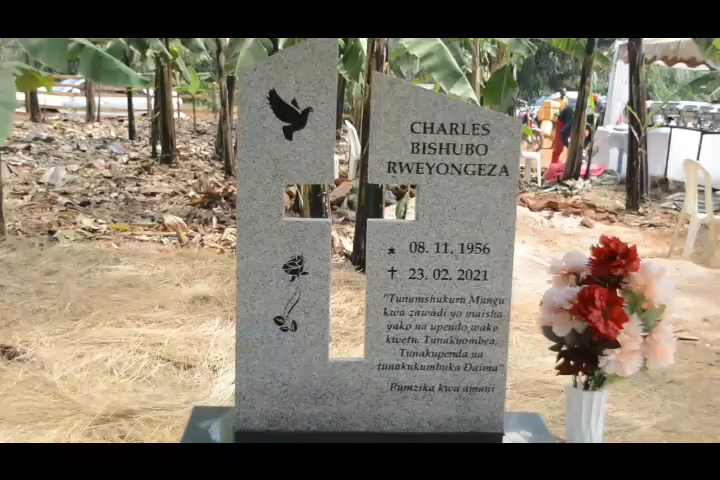 CHARLES
BISHUBO
RWEYONGEZA
* 08. 11. 1956
✝ 23. 02. 2021
"Tunamshukuru Mungu
kwa zawadi ya maisha
yako na upendo wako
kwetu. Tunakuombea,
Tunakupenda na
tunakukumbuka Daima"
Pumzika kwa amani